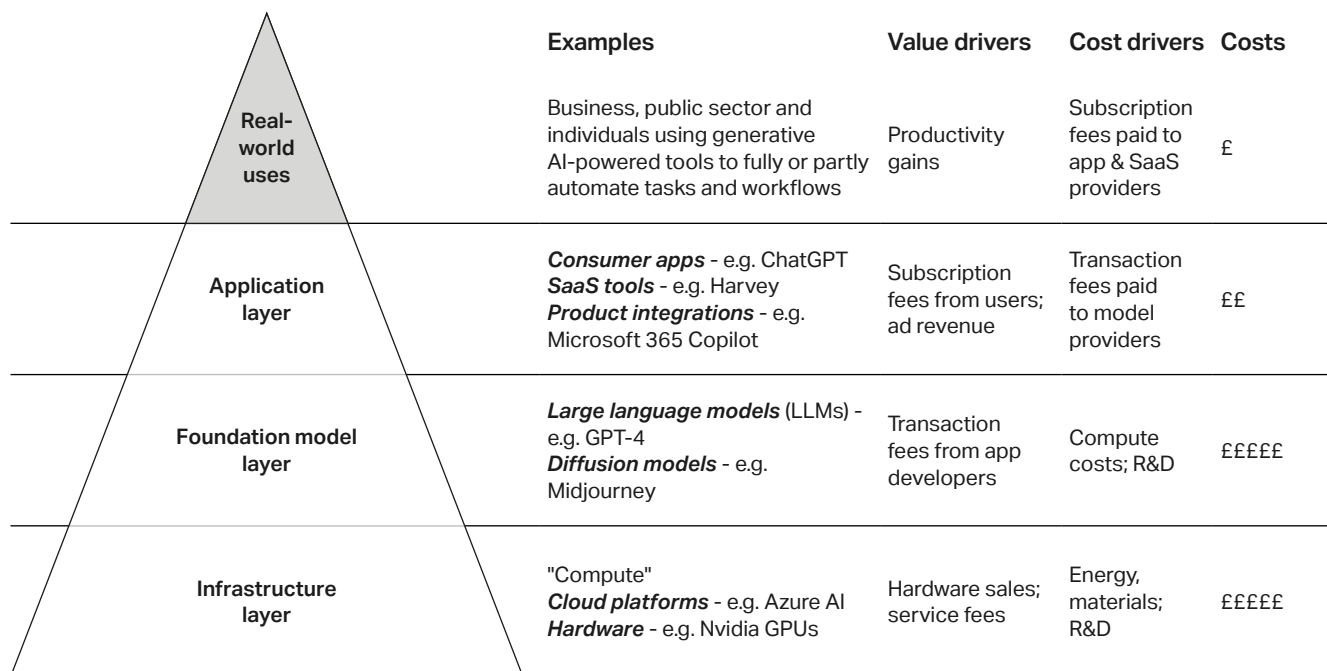 Examples
Value drivers
Cost drivers
Costs
Real-
world
uses
Business, public sector and
individuals using generative
AI-powered tools to fully or partly
automate tasks and workflows
Productivity
gains
Subscription
fees paid to
app & SaaS
providers
£
Application
layer
Consumer apps - e.g. ChatGPT
SaaS tools - e.g. Harvey
Product integrations - e.g.
Microsoft 365 Copilot
Subscription
fees from users;
ad revenue
Transaction
fees paid
to model
providers
££
Foundation model
layer
Large language models (LLMs) -
e.g. GPT-4
Diffusion models - e.g.
Midjourney
Transaction
fees from app
developers
Compute
costs; R&D
£££££
Infrastructure
layer
"Compute"
Cloud platforms - e.g. Azure AI
Hardware - e.g. Nvidia GPUs
Hardware sales;
service fees
Energy,
materials;
R&D
£££££